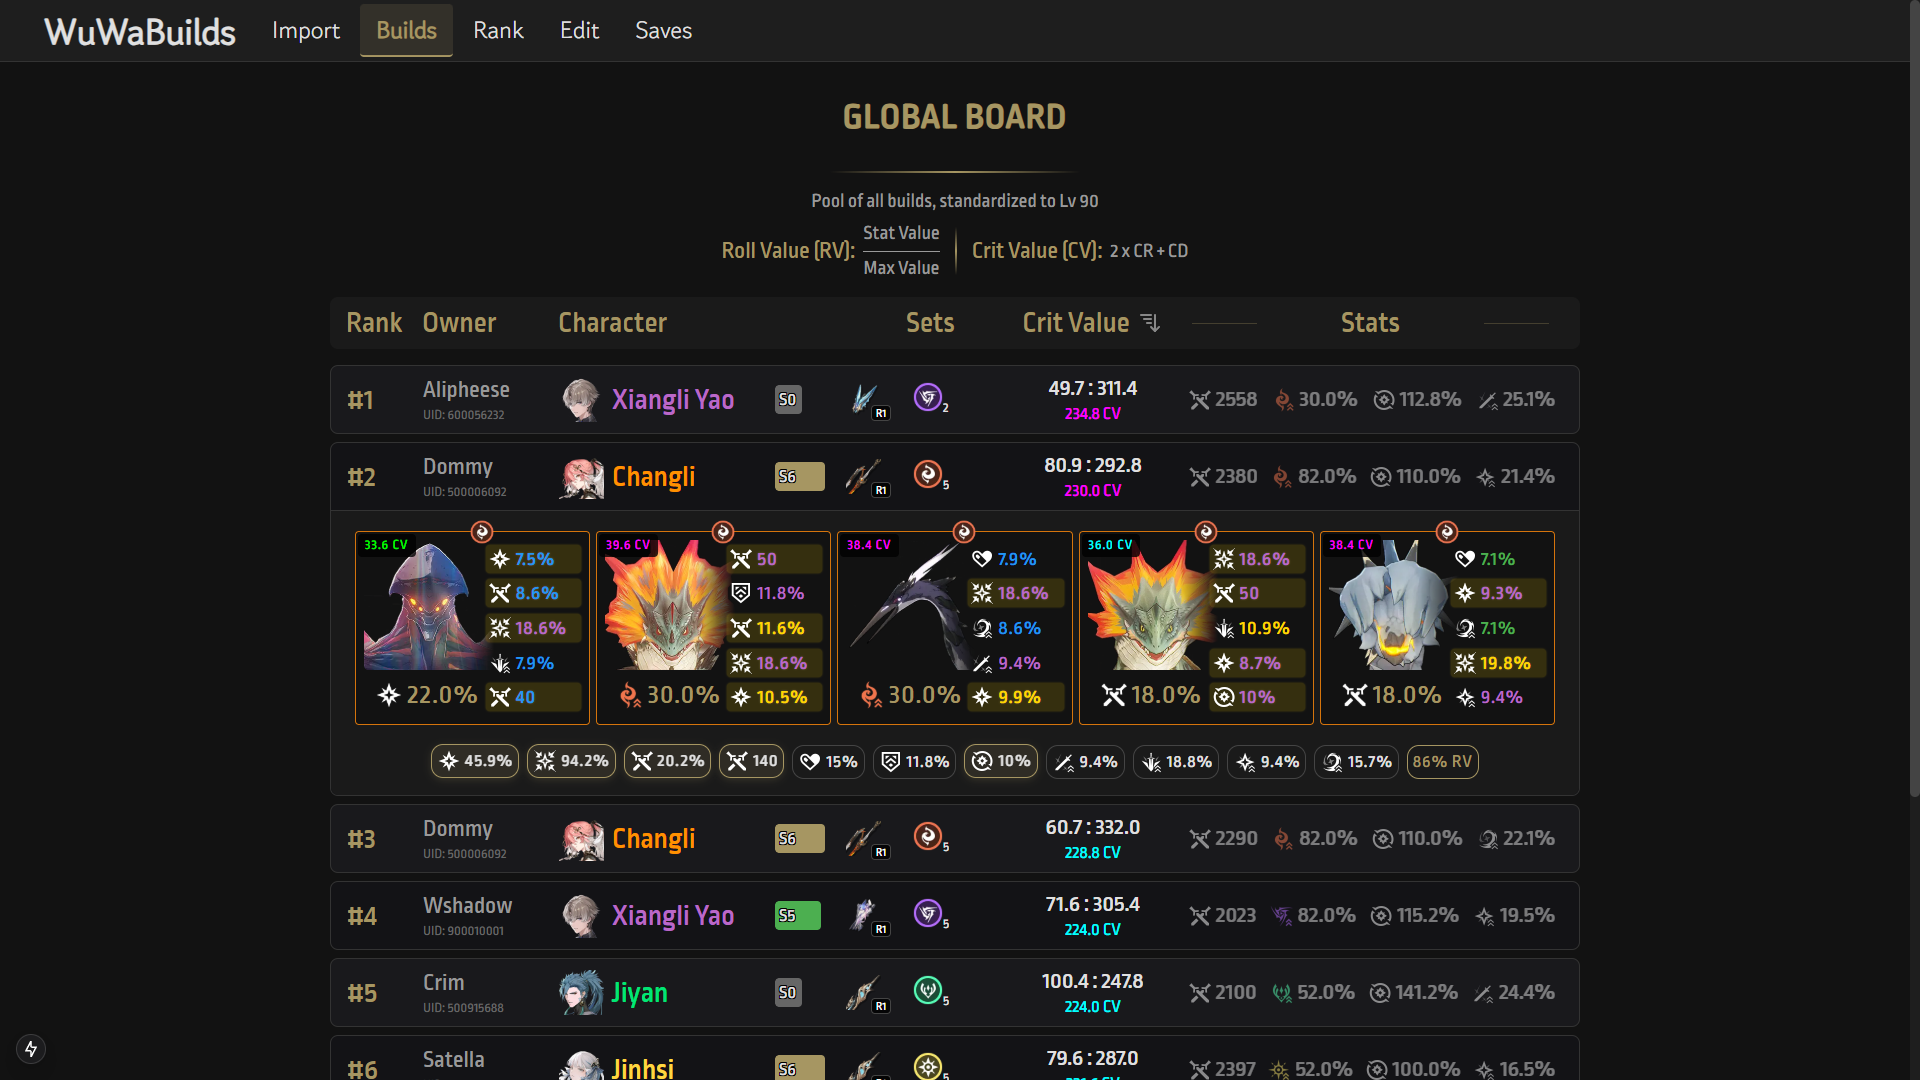 WuWaBuilds Import Builds Rank Edit Saves
GLOBAL BOARD
Pool of all builds, standardized to Lv 90
Roll Value (RV): Stat Value
Max Value
Crit Value (CV): 2 x CR + CD
Rank Owner Character Sets Crit Value Stats
#1 Alipheese Xiangli Yao S0 R1 2 49.7 : 311.4 2558 30.0% 112.8% 25.1%
UID: 600056232 234.8 CV
#2 Dommy Changli S6 R1 5 80.9 : 292.8 2380 82.0% 110.0% 21.4%
UID: 500006092 230.0 CV
33.6 CV
7.5%
8.6%
18.6%
7.9%
22.0% 40
39.6 CV
50
11.8%
11.6%
18.6%
30.0% 10.5%
38.4 CV
7.9%
18.6%
8.6%
9.4%
30.0% 9.9%
36.0 CV
18.6%
50
10.9%
8.7%
18.0% 10%
38.4 CV
7.1%
9.3%
7.1%
19.8%
18.0% 9.4%
45.9% 94.2% 20.2% 140 15% 11.8% 10% 9.4% 18.8% 9.4% 15.7% 86% RV
#3 Dommy Changli S6 R1 5 60.7 : 332.0 2290 82.0% 110.0% 22.1%
UID: 500006092 228.8 CV
#4 Wshadow Xiangli Yao S5 R1 5 71.6 : 305.4 2023 82.0% 115.2% 19.5%
UID: 900010001 224.0 CV
#5 Crim Jiyan S0 R1 5 100.4 : 247.8 2100 52.0% 141.2% 24.4%
UID: 500915688 224.0 CV
#6 Satella Jinhsi S6 5 79.6 : 287.0 2397 52.0% 100.0% 16.5%